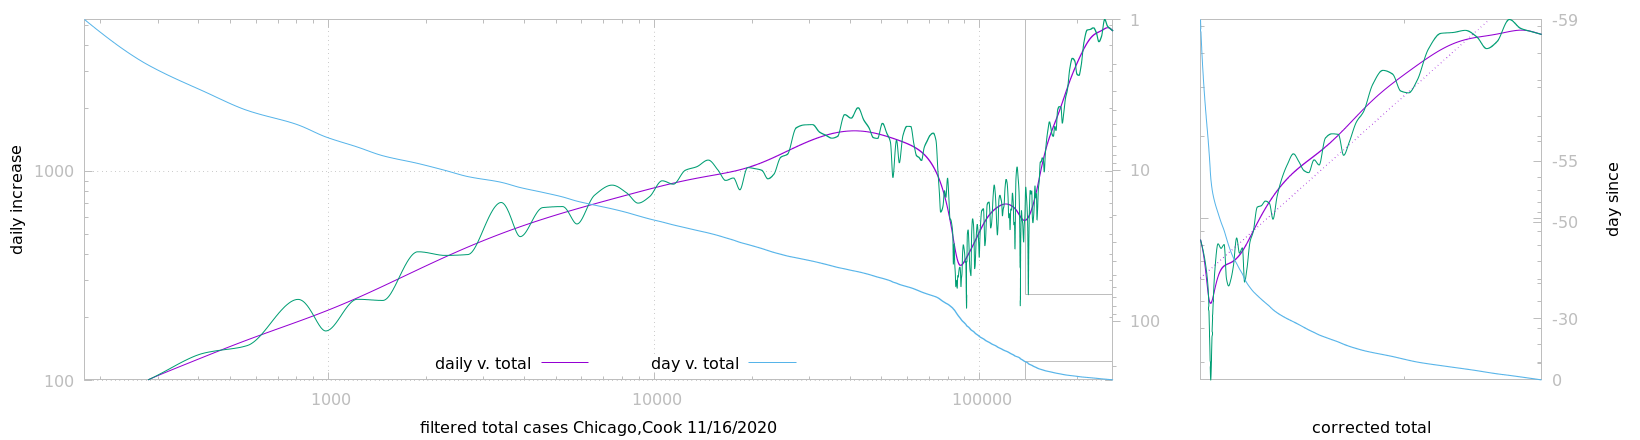 1
-59
daily increase
1000
10
-55
-50
day since
100
-30
daily v. total
day v. total
100
0
1000
10000
100000
filtered total cases Chicago,Cook 11/16/2020
corrected total